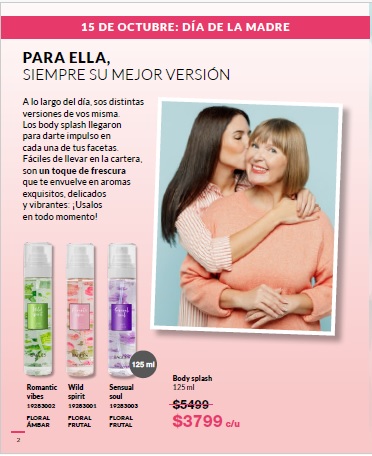 15 DE OCTUBRE: DÍA DE LA MADRE
PARA ELLA,
SIEMPRE SU MEJOR VERSIÓN
A lo largo del día, sos distintas
versiones de vos misma.
Los body splash llegaron
para darte impulso en
cada una de tus facetas.
Fáciles de llevar en la cartera,
son un toque de frescura
que te envuelve en aromas
exquisitos, delicados
y vibrantes: ¡Usalos
en todo momento!
125 ml
Romantic
vibes
19283002
FLORAL
ÁMBAR
Wild
spirit
19283001
FLORAL
FRUTAL
Sensual
soul
19283003
FLORAL
FRUTAL
Body splash
125 ml
$5499
$3799 c/u
2